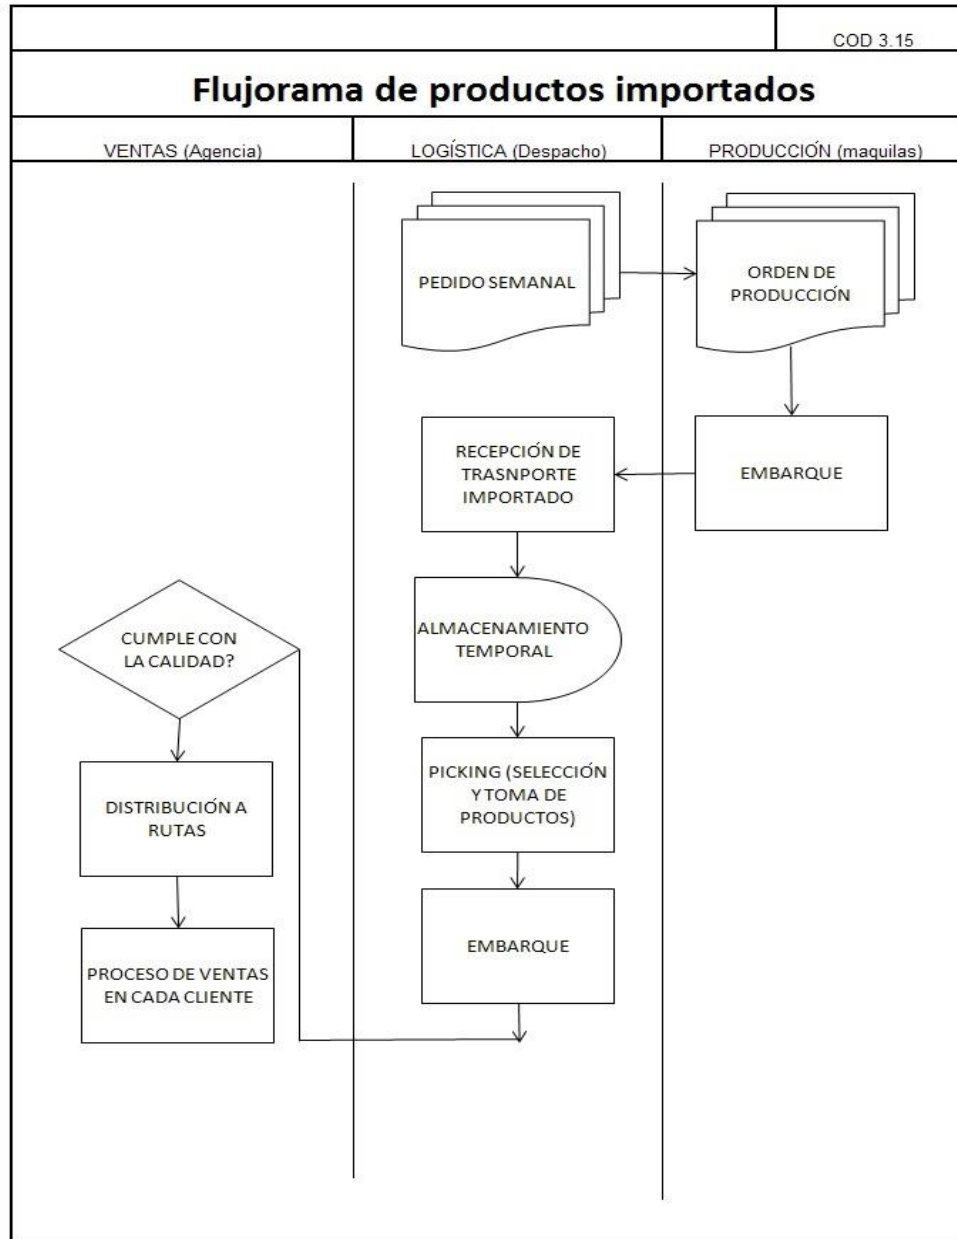 COD 3.15
Flujorama de productos importados
VENTAS (Agencia)
LOGÍSTICA (Despacho)
PRODUCCIÓN (maquilas)
PEDIDO SEMANAL
ORDEN DE
PRODUCCIÓN
RECEPCIÓN DE
TRASNPORTE
IMPORTADO
EMBARQUE
ALMACENAMIENTO
TEMPORAL
CUMPLE CON
LA CALIDAD?
PICKING (SELECCIÓN
Y TOMA DE
PRODUCTOS)
DISTRIBUCIÓN A
RUTAS
EMBARQUE
PROCESO DE VENTAS
EN CADA CLIENTE